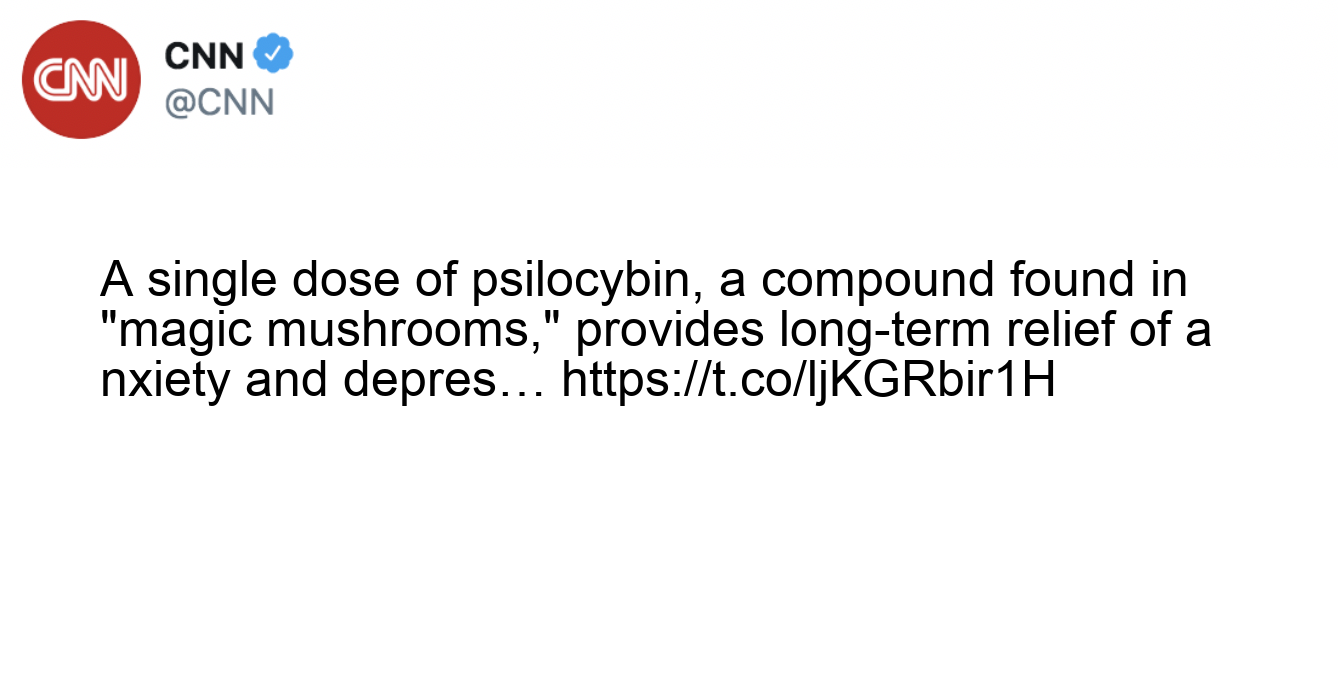 CNN
CNN
@CNN
A single dose of psilocybin, a compound found in
"magic mushrooms," provides long-term relief of a
nxiety and depres… https://t.co/ljKGRbir1H